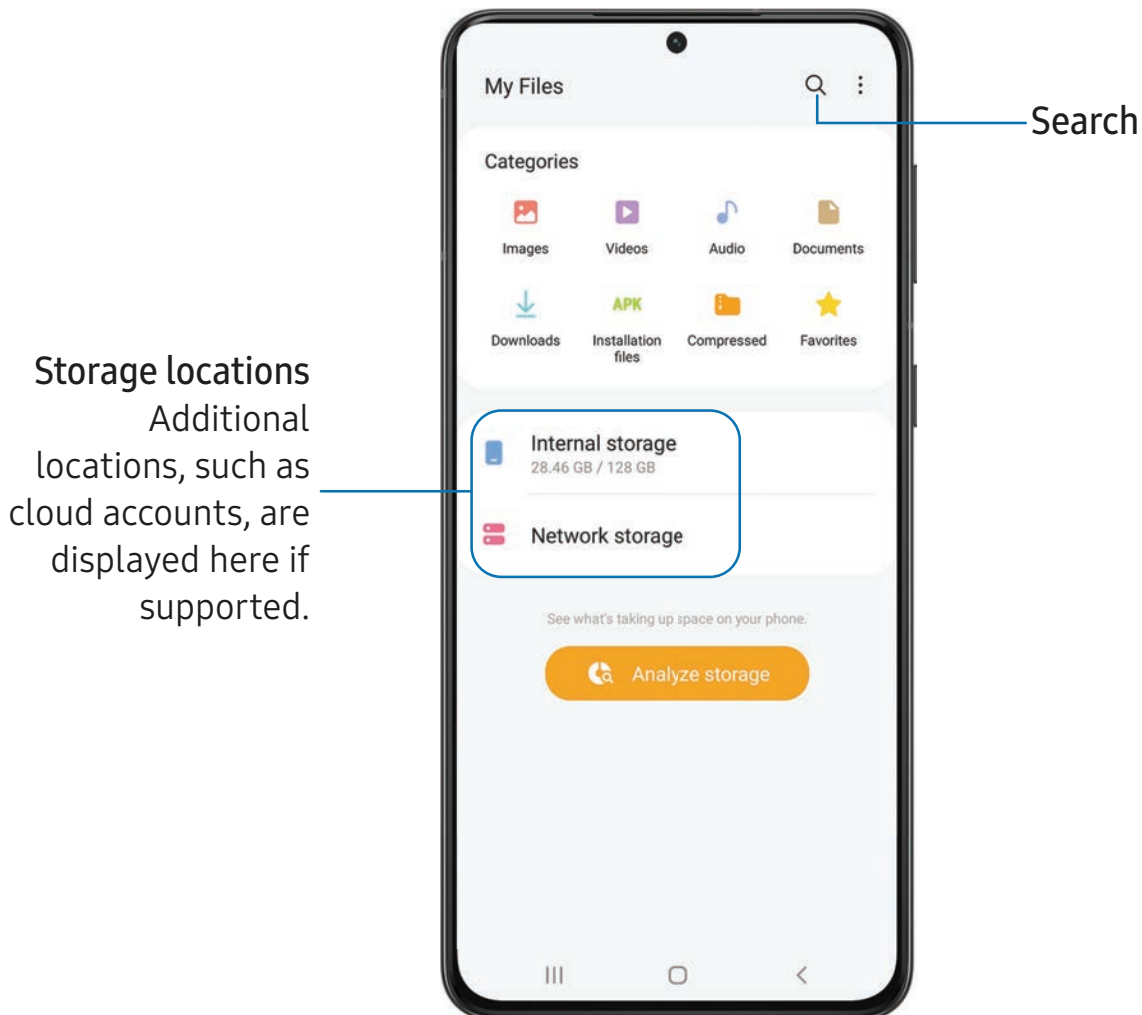 My Files
Search
Categories
Images
Videos
Audio
Documents
Downloads
APK
Installation
files
Compressed
Favorites
Storage locations
Additional
locations, such as
cloud accounts, are
displayed here if
supported.
Internal storage
28.46 GB / 128 GB
Network storage
See what's taking up space on your phone.
Analyze storage